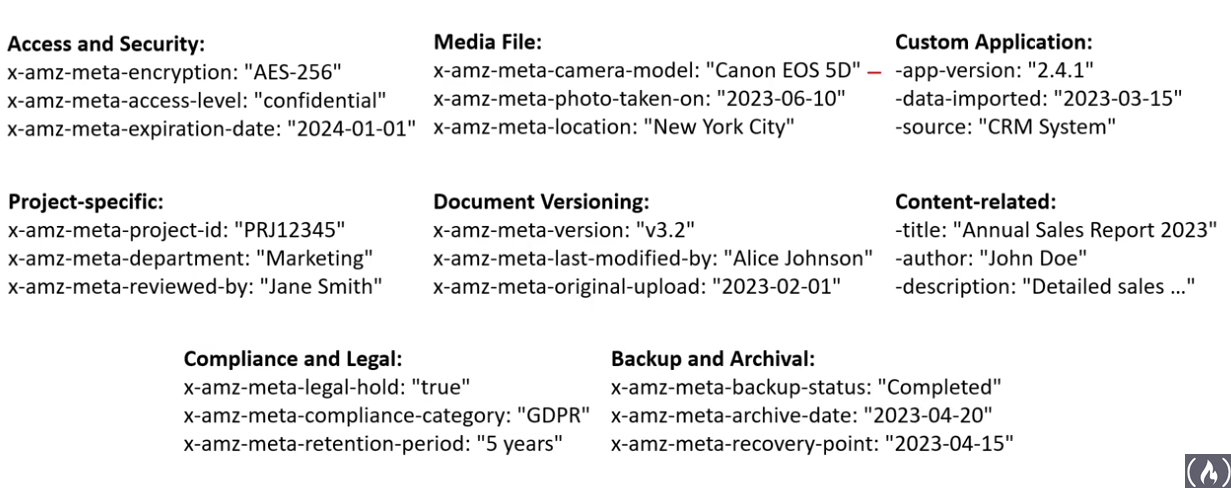 Access and Security:
x-amz-meta-encryption: "AES-256"
x-amz-meta-access-level: "confidential"
x-amz-meta-expiration-date: "2024-01-01"
Media File:
x-amz-meta-camera-model: "Canon EOS 5D"
x-amz-meta-photo-taken-on: "2023-06-10"
x-amz-meta-location: "New York City"
Custom Application:
-app-version: "2.4.1"
-data-imported: "2023-03-15"
-source: "CRM System"
Project-specific:
x-amz-meta-project-id: "PRJ12345"
x-amz-meta-department: "Marketing"
x-amz-meta-reviewed-by: "Jane Smith"
Document Versioning:
x-amz-meta-version: "v3.2"
x-amz-meta-last-modified-by: "Alice Johnson"
x-amz-meta-original-upload: "2023-02-01"
Content-related:
-title: "Annual Sales Report 2023"
-author: "John Doe"
-description: "Detailed sales ..."
Compliance and Legal:
x-amz-meta-legal-hold: "true"
x-amz-meta-compliance-category: "GDPR"
x-amz-meta-retention-period: "5 years"
Backup and Archival:
x-amz-meta-backup-status: "Completed"
x-amz-meta-archive-date: "2023-04-20"
x-amz-meta-recovery-point: "2023-04-15"